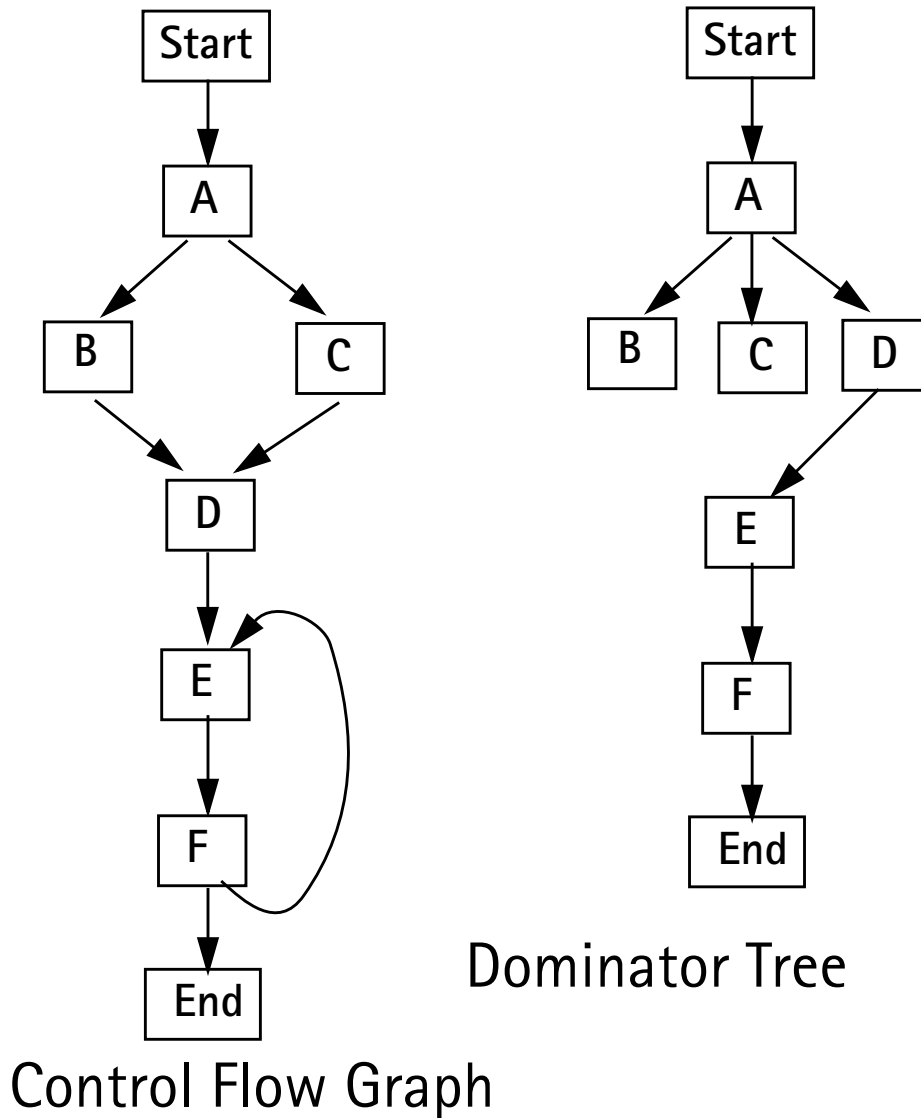 Start
A
B
C
D
E
F
End
Control Flow Graph
Start
A
B
C
D
E
F
End
Dominator Tree